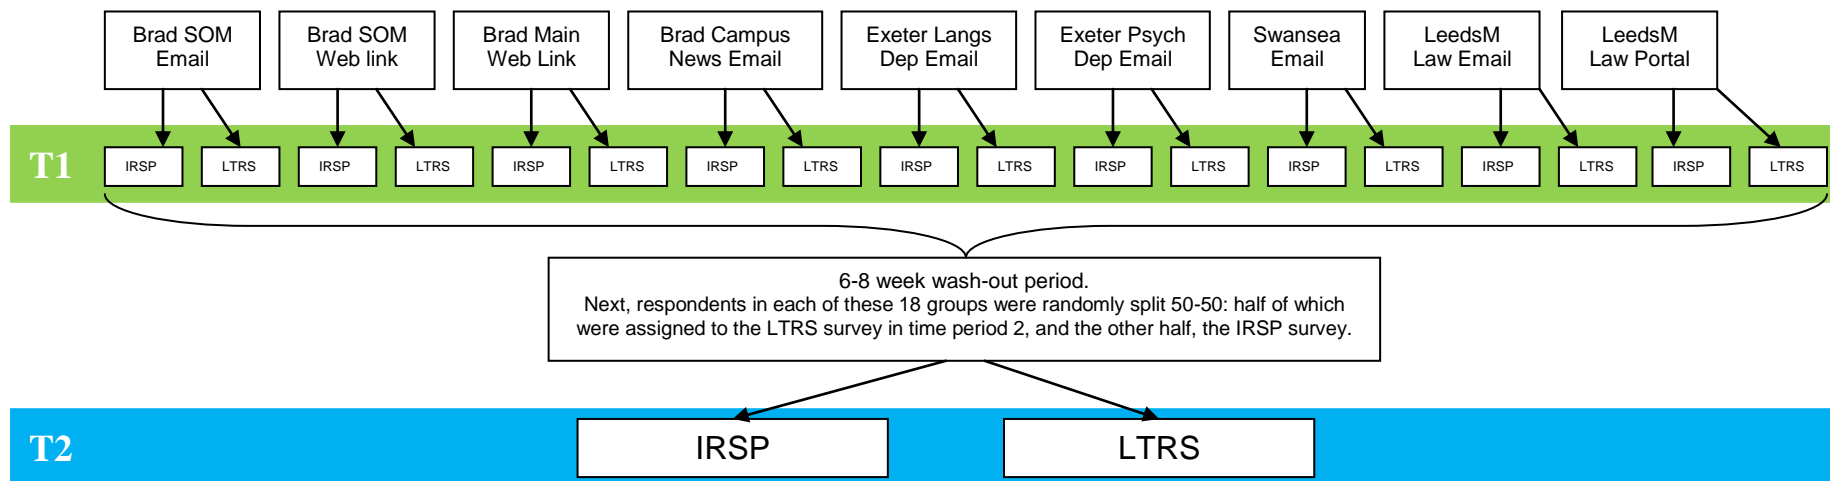 Brad SOM
Email
Brad SOM
Web link
Brad Main
Web Link
Brad Campus
News Email
Exeter Langs
Dep Email
Exeter Psych
Dep Email
Swansea
Email
LeedsM
Law Email
LeedsM
Law Portal
T1
IRSP
LTRS
IRSP
LTRS
IRSP
LTRS
IRSP
LTRS
IRSP
LTRS
IRSP
LTRS
IRSP
LTRS
IRSP
LTRS
IRSP
LTRS
6-8 week wash-out period.
Next, respondents in each of these 18 groups were randomly split 50-50: half of which
were assigned to the LTRS survey in time period 2, and the other half, the IRSP survey.
T2
IRSP
LTRS